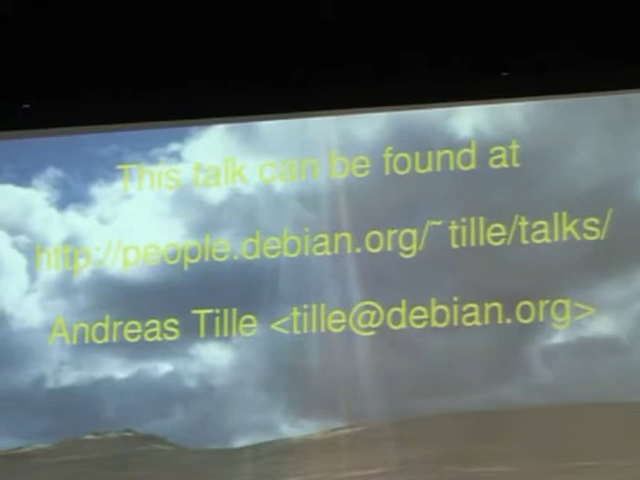 This talk can be found at
http://people.debian.org/~tille/talks/
Andreas Tille <tille@debian.org>